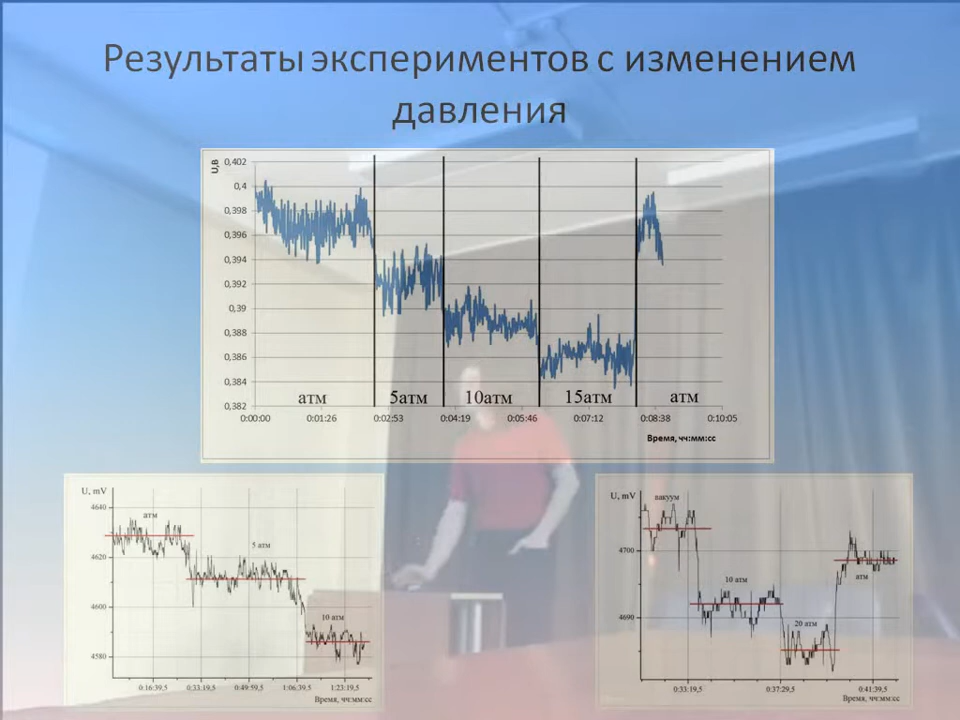 Результаты экспериментов с изменением
давления
U,В
0,402
0,4
0,398
0,396
0,394
0,392
0,39
0,388
0,386
0,384
0,382
атм 5атм 10атм 15атм атм
0:00:00 0:01:26 0:02:53 0:04:19 0:05:46 0:07:12 0:08:38 0:10:05
Время, чч:мм:сс
U, mV
4640
атм
4620
5 атм
4600
10 атм
4580
0:16:39,5 0:33:19,5 0:49:59,5 1:06:39,5 1:23:19,5
Время, чч:мм:сс
U, mV
вакуум
4700
атм
10 атм
4690
20 атм
0:33:19,5 0:37:29,5 0:41:39,5
Время, чч:мм:сс